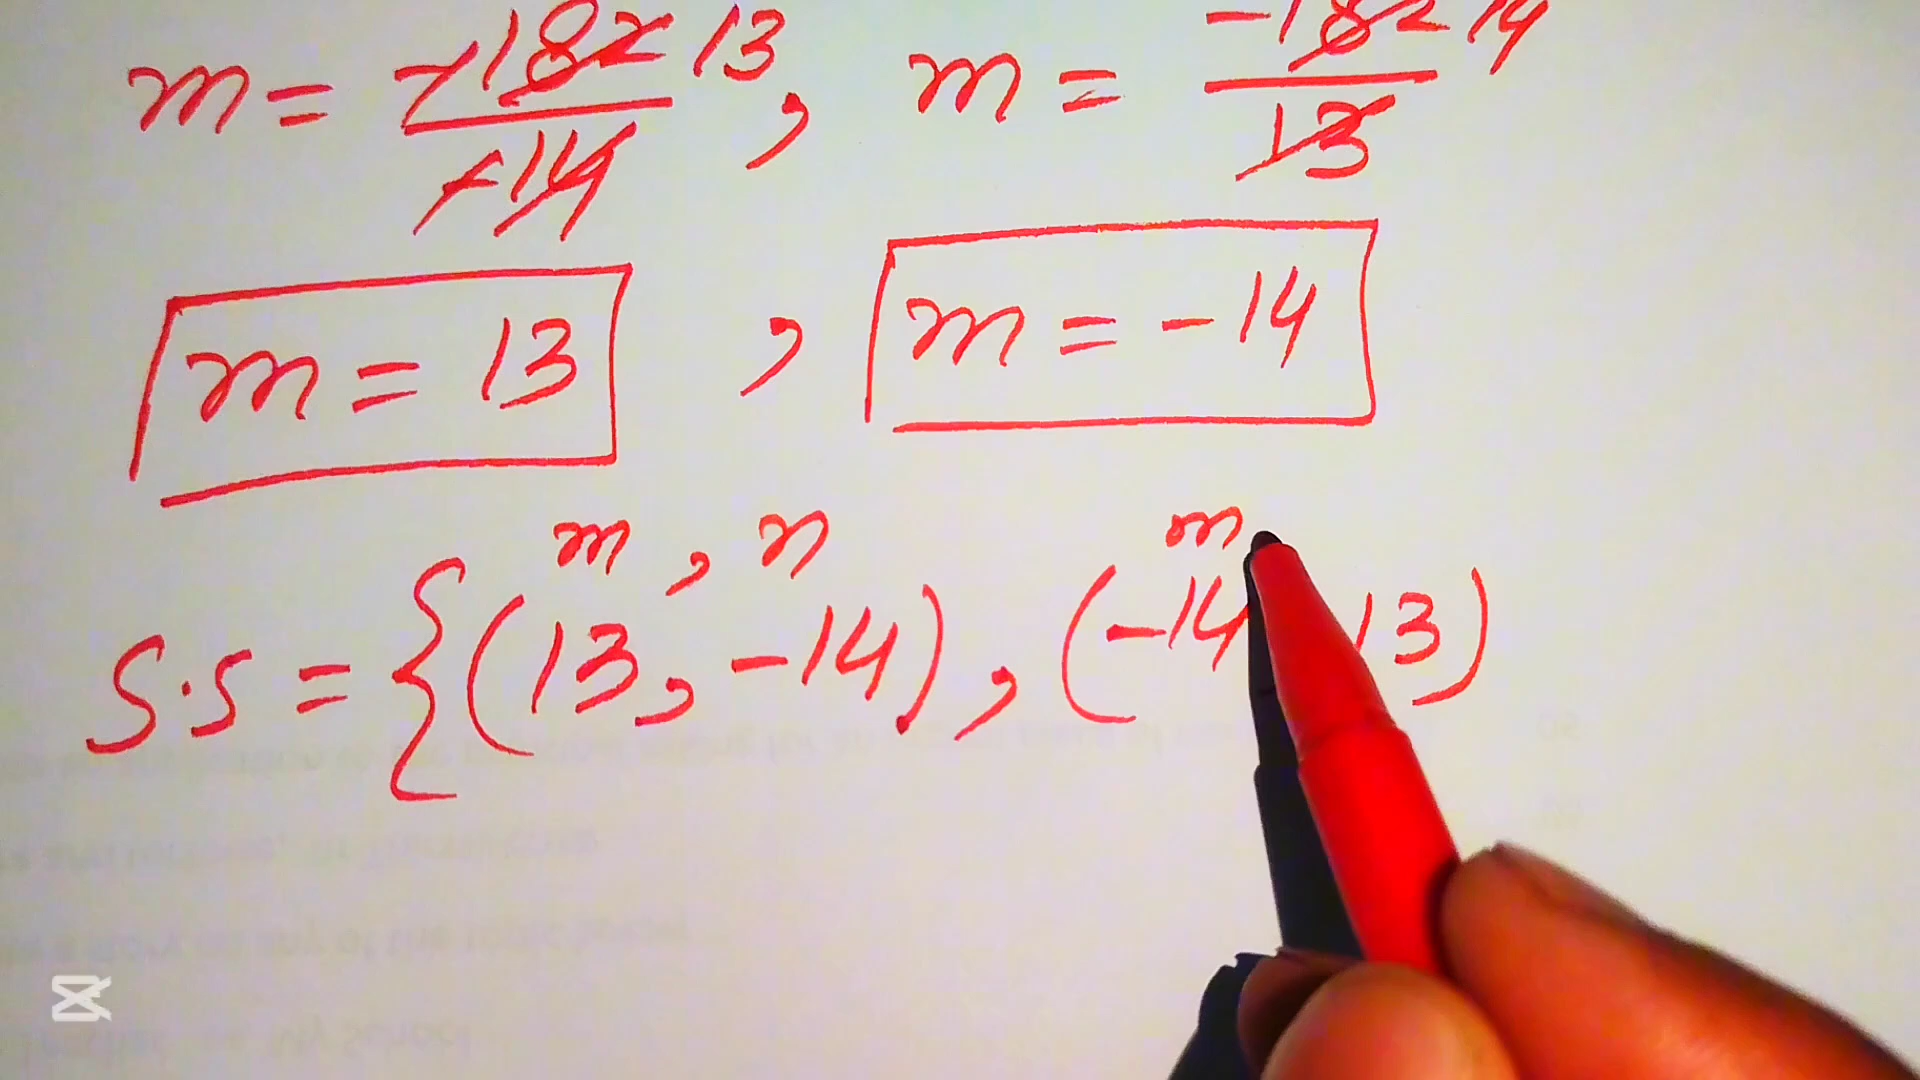 m = -182 13 / -14 , m = -182 14 / 13
m = 13 , m = -14
m , n m
S.S = { (13, -14), (-14 13)